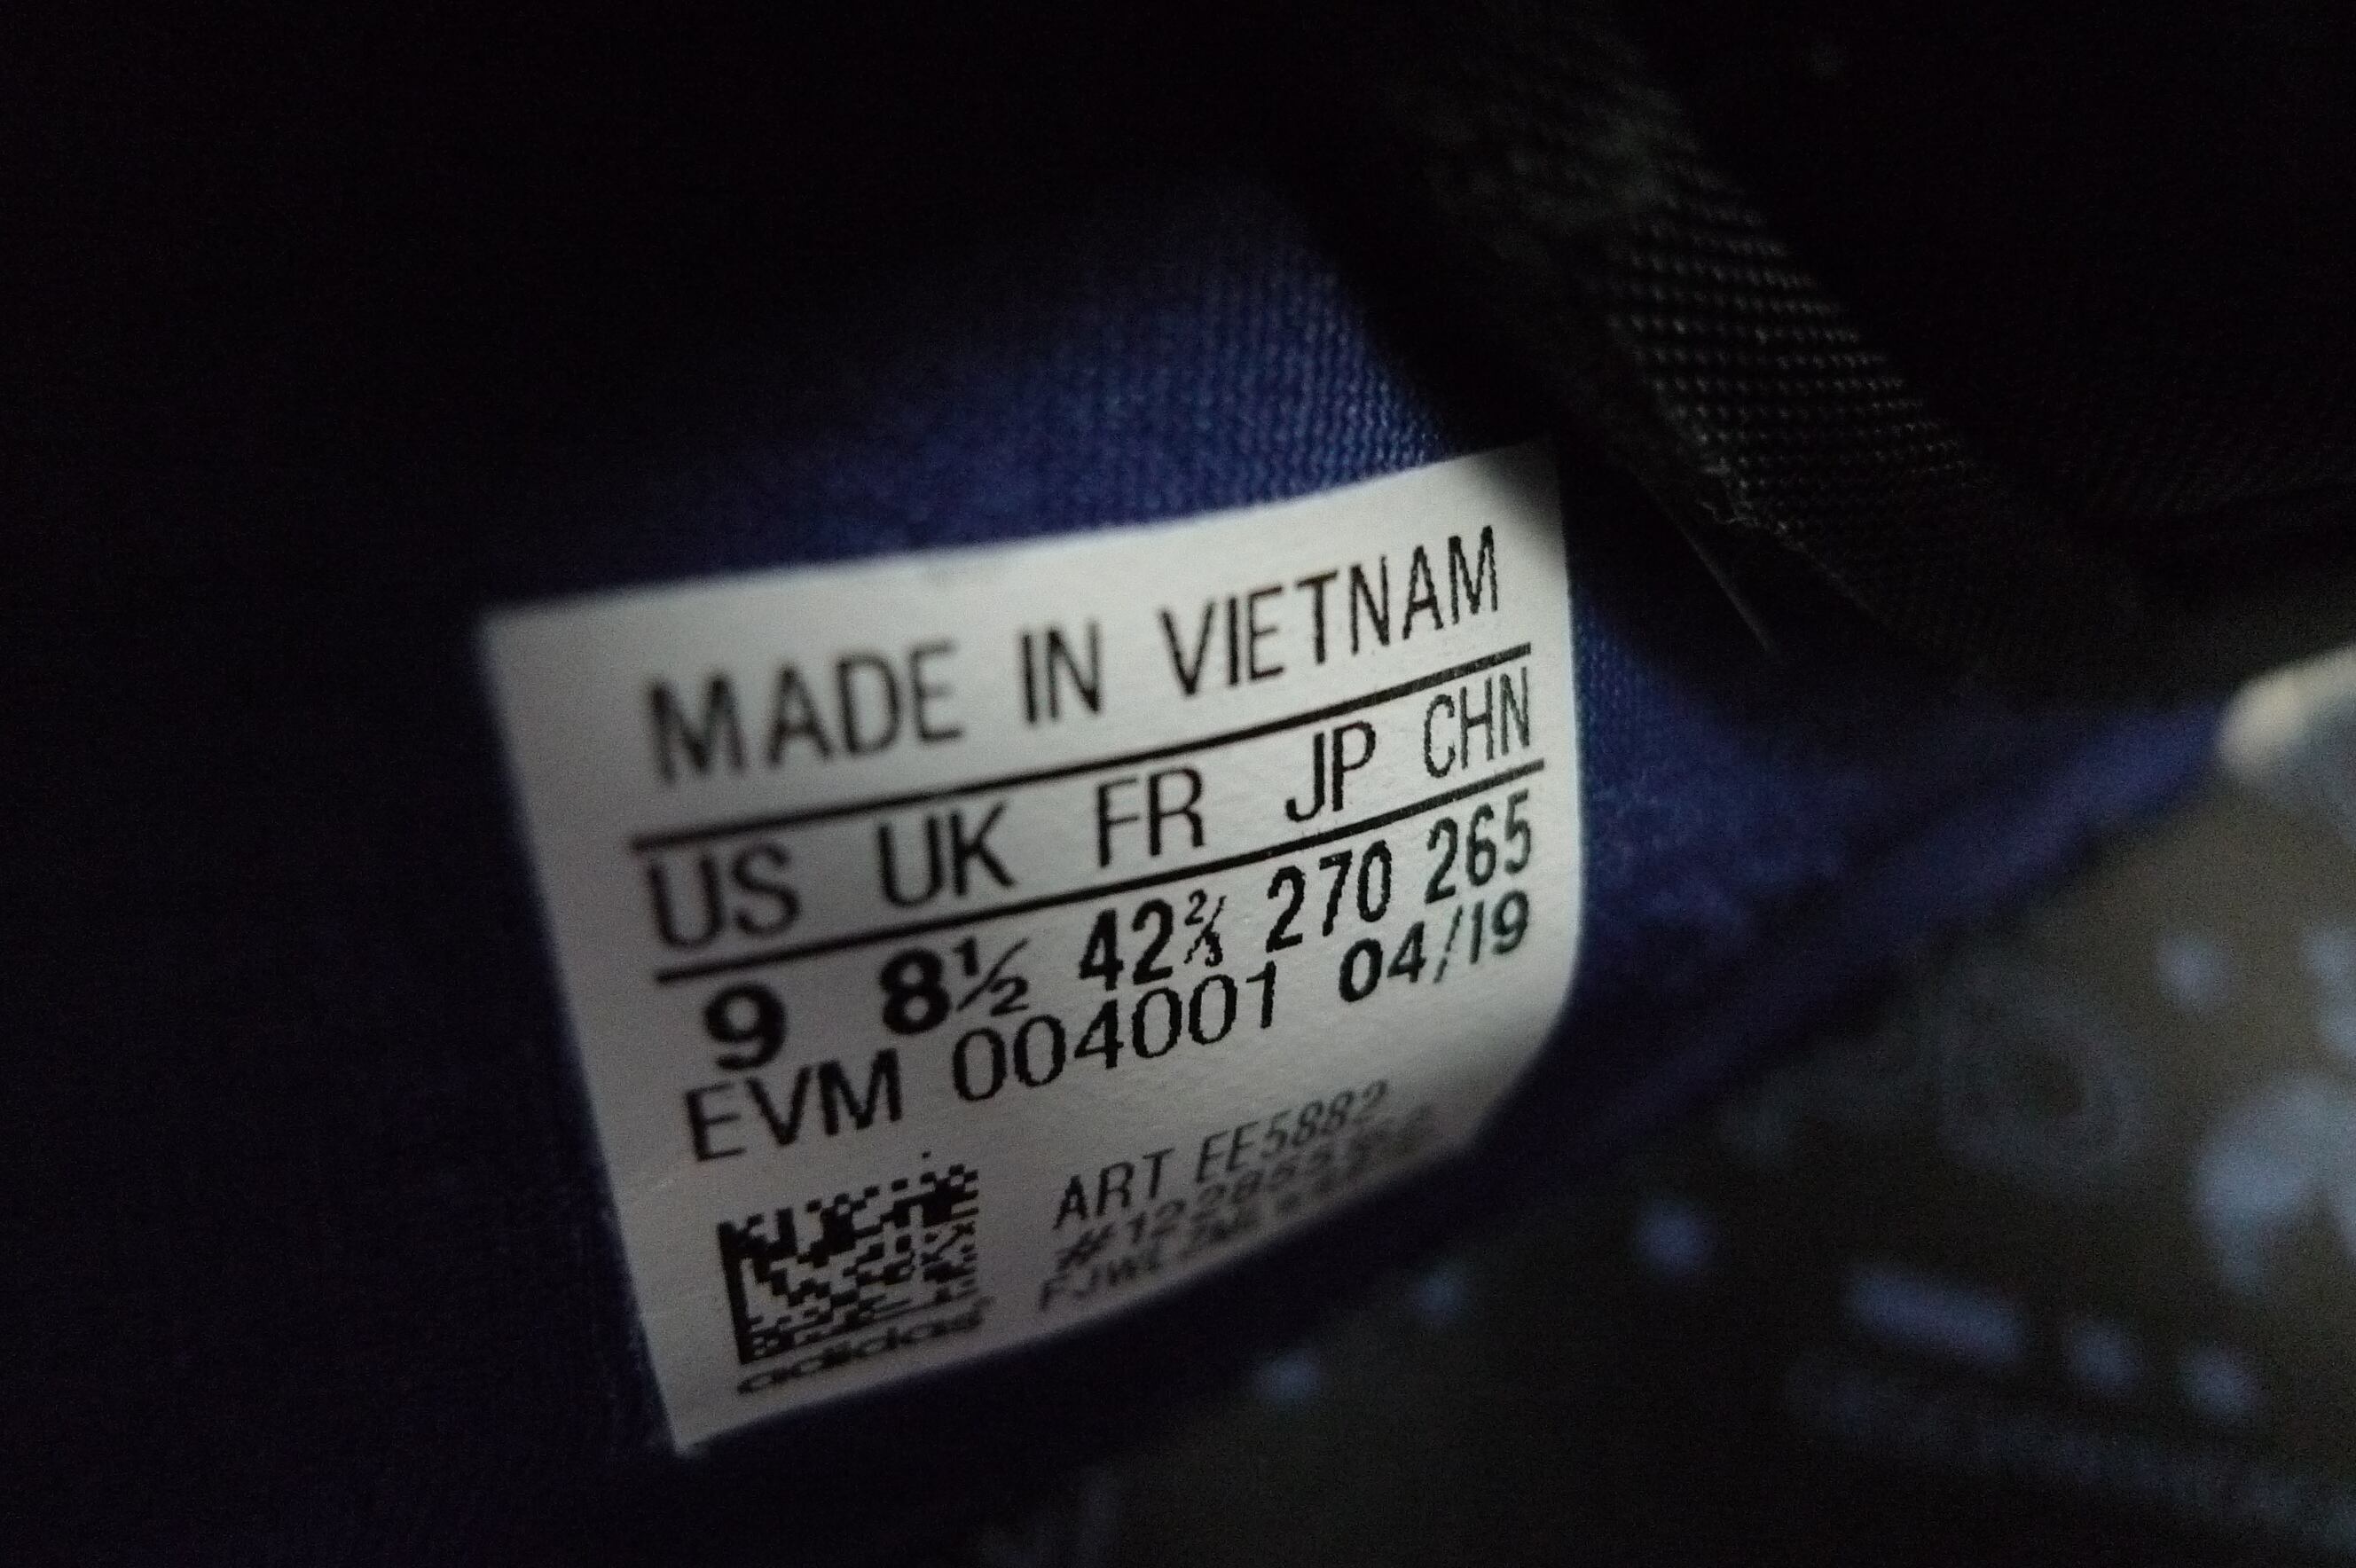 MADE IN VIETNAM
US UK FR JP CHN
9 8½ 42⅔ 270 265
EVM 004001 04/19
ART EE5882
adidas